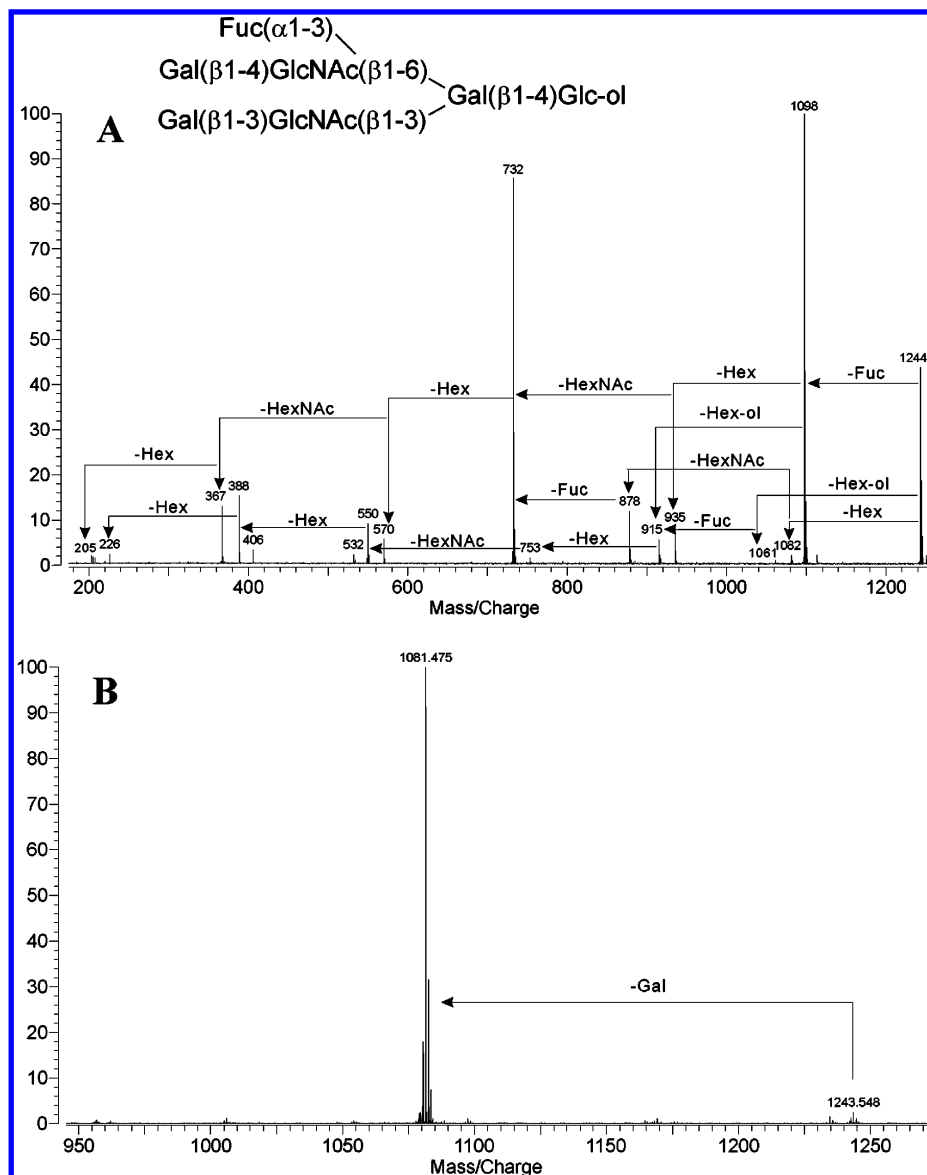 Fuc(α1-3)
Gal(β1-4)GlcNAc(β1-6)
Gal(β1-4)Glc-ol
Gal(β1-3)GlcNAc(β1-3)
A
100
90
80
70
60
50
40
30
20
10
0
1098
732
1244
-Fuc
-Hex
-HexNAc
-Hex
-HexNAc
-Hex-ol
-Hex
-HexNAc
-Hex-ol
-Fuc
878
367
388
-Hex
550
570
915
935
-Fuc
-Hex
-Hex
205
226
406
532
-HexNAc
753
-Hex
1061
1082
200
400
600
800
1000
1200
Mass/Charge
B
100
90
80
70
60
50
40
30
20
10
0
1081.475
-Gal
1243.548
950
1000
1050
1100
1150
1200
1250
Mass/Charge